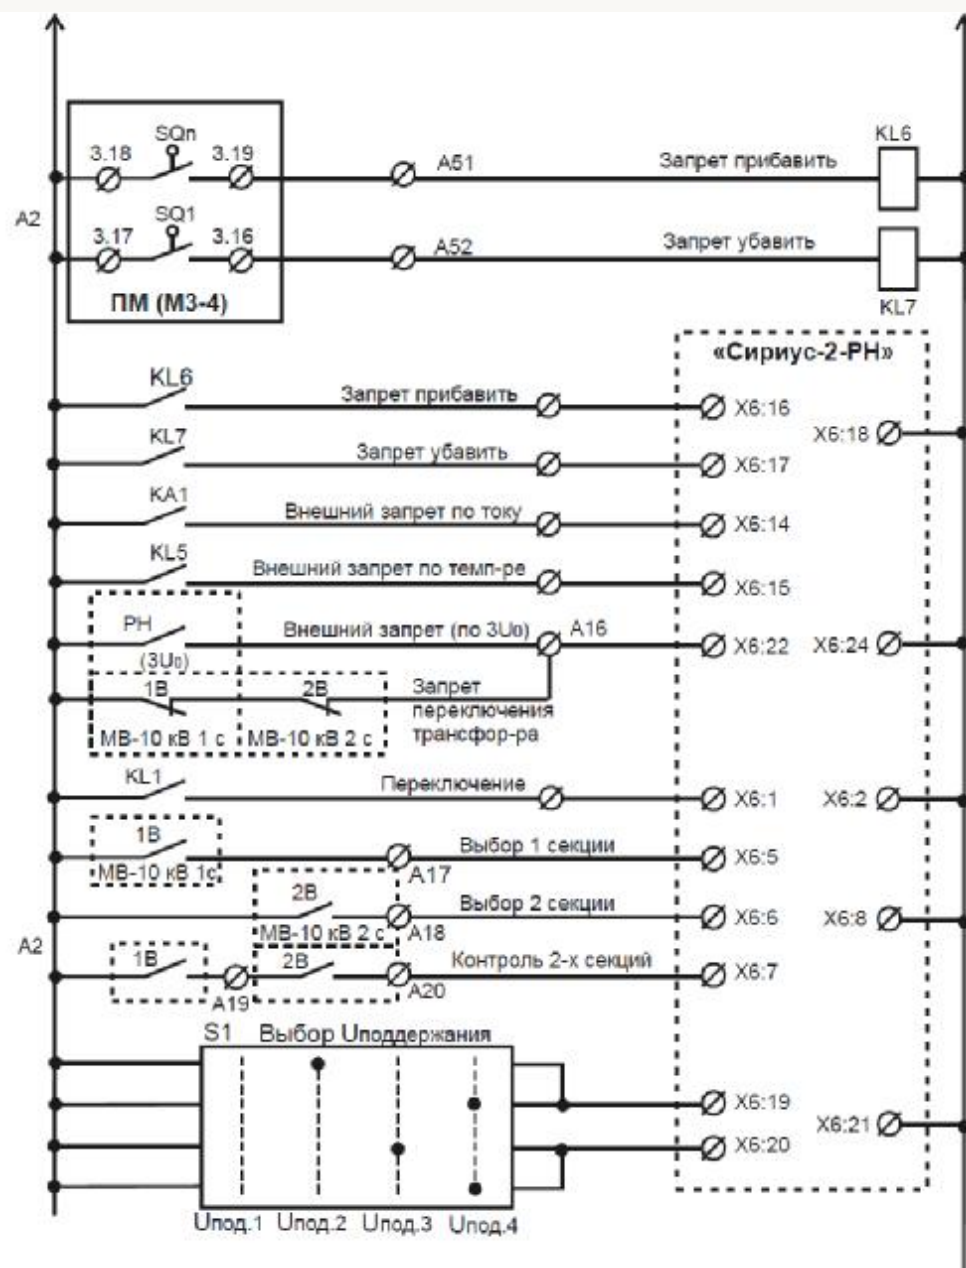 SQn
KL6
3.18
3.19
A51
Запрет прибавить
A2
SQ1
3.17
3.16
A52
Запрет убавить
ПМ (М3-4)
KL7
«Сириус-2-РН»
KL6
Запрет прибавить
X6:16
X6:18
KL7
Запрет убавить
X6:17
KA1
Внешний запрет по току
X6:14
KL5
Внешний запрет по темп-ре
X6:15
РН
(3U0)
Внешний запрет (по 3U0)
A16
X6:22
X6:24
1В
2В
Запрет
переключения
трансфор-ра
МВ-10 кВ 1 с
МВ-10 кВ 2 с
KL1
Переключение
X6:1
X6:2
1В
Выбор 1 секции
X6:5
МВ-10 кВ 1с
A17
2В
Выбор 2 секции
X6:6
X6:8
МВ-10 кВ 2 с
A18
A2
1В
2В
Контроль 2-х секций
X6:7
A19
A20
S1
Выбор Uподдержания
X6:19
X6:21
X6:20
Uпод.1
Uпод.2
Uпод.3
Uпод.4